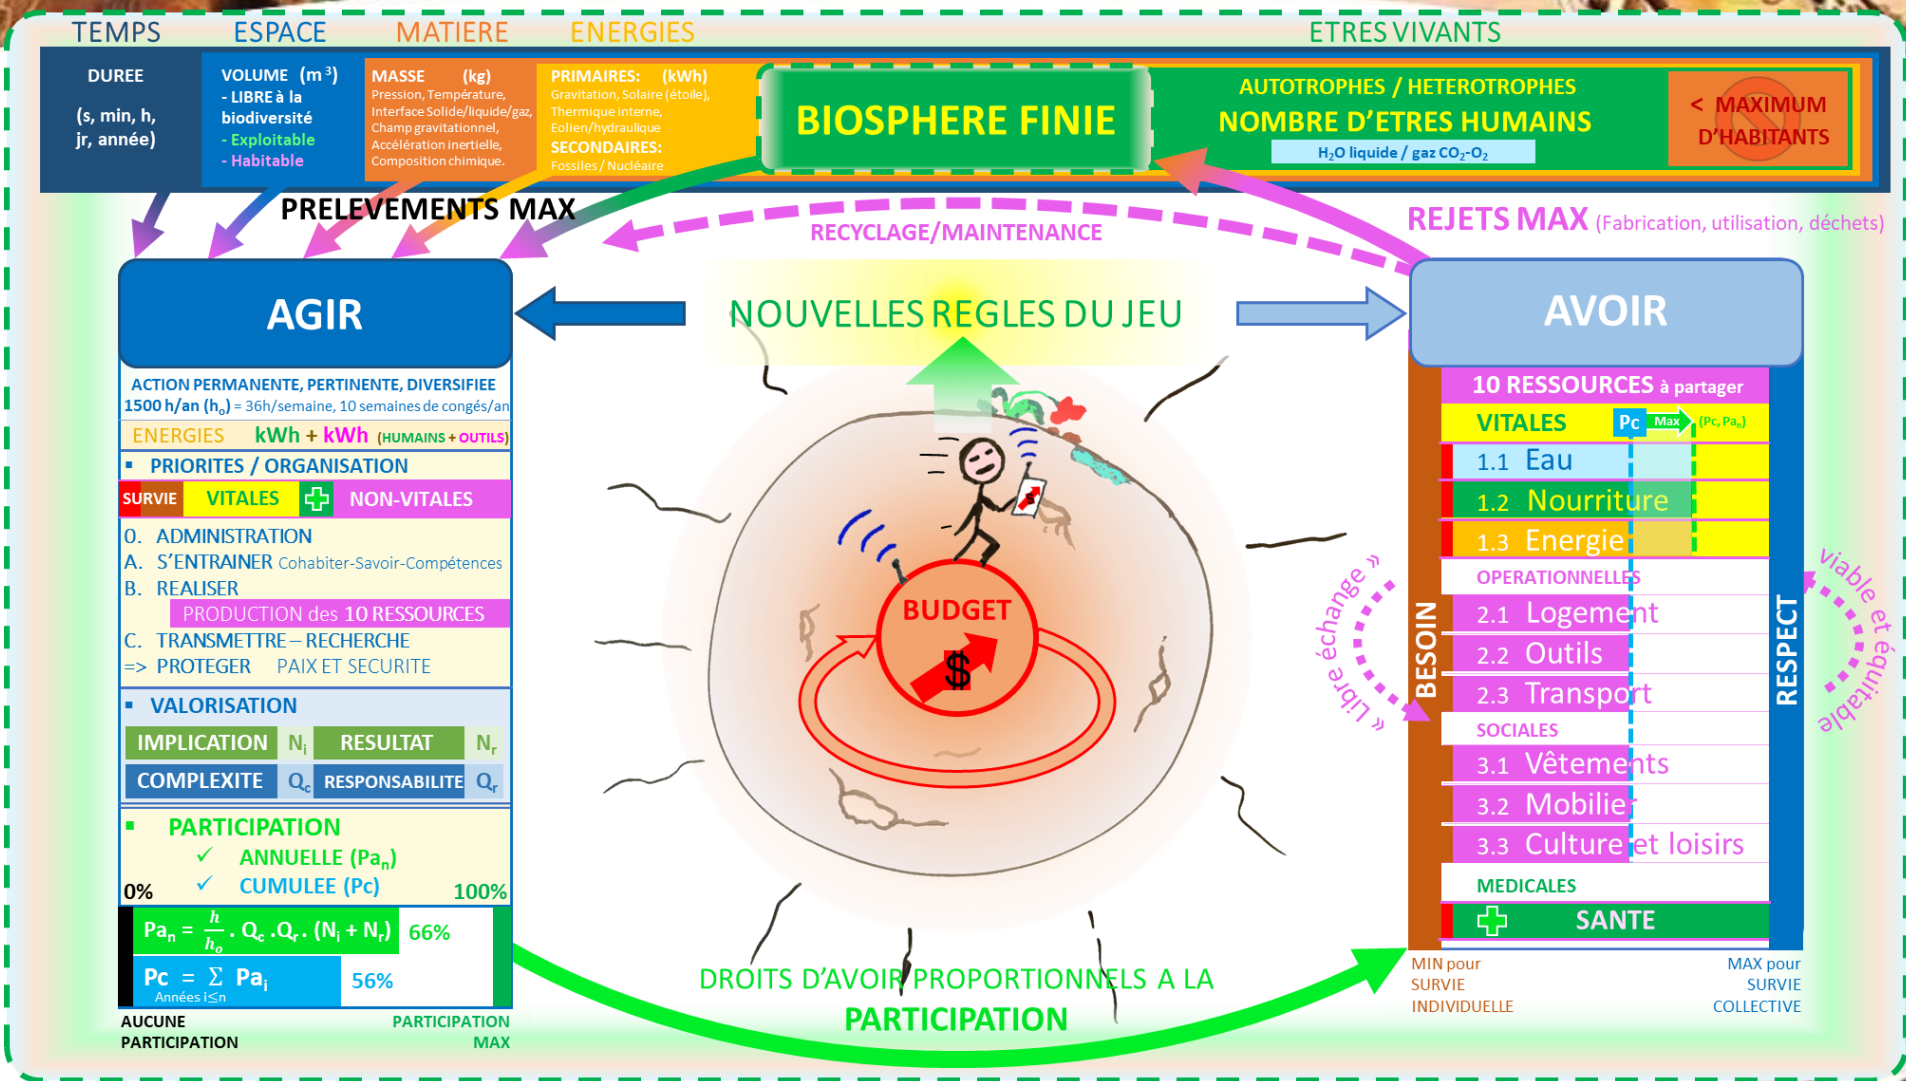 TEMPS
ESPACE
MATIERE
ENERGIES
ETRES VIVANTS
DUREE
(s, min, h,
jr, année)
VOLUME (m³)
- LIBRE à la
biodiversité
- Exploitable
- Habitable
MASSE (kg)
Pression, Température,
Interface Solide/liquide/gaz,
Champ gravitationnel,
Accélération inertielle,
Composition chimique.
PRIMAIRES: (kWh)
Gravitation, Solaire (étoile),
Thermique interne,
Eolien/hydraulique
SECONDAIRES:
Fossiles / Nucléaire
BIOSPHERE FINIE
AUTOTROPHES / HETEROTROPHES
NOMBRE D'ETRES HUMAINS
H₂O liquide / gaz CO₂-O₂
< MAXIMUM
D'HABITANTS
PRELEVEMENTS MAX
RECYCLAGE/MAINTENANCE
REJETS MAX (Fabrication, utilisation, déchets)
AGIR
NOUVELLES REGLES DU JEU
AVOIR
ACTION PERMANENTE, PERTINENTE, DIVERSIFIEE
1500 h/an (hₒ) = 36h/semaine, 10 semaines de congés/an
ENERGIES kWh + kWh (HUMAINS + OUTILS)
▪ PRIORITES / ORGANISATION
SURVIE VITALES NON-VITALES
0. ADMINISTRATION
A. S'ENTRAINER Cohabiter-Savoir-Compétences
B. REALISER
PRODUCTION des 10 RESSOURCES
C. TRANSMETTRE – RECHERCHE
=> PROTEGER PAIX ET SECURITE
▪ VALORISATION
IMPLICATION Nᵢ RESULTAT Nᵣ
COMPLEXITE Q꜀ RESPONSABILITE Qᵣ
▪ PARTICIPATION
✓ ANNUELLE (Paₙ)
✓ CUMULEE (Pc)
0% 100%
Paₙ = h/hₒ . Q꜀ .Qᵣ. (Nᵢ + Nᵣ) 66%
Pc = Σ Paᵢ 56%
Années i≤n
AUCUNE
PARTICIPATION
PARTICIPATION
MAX
$
BUDGET
$
DROITS D'AVOIR PROPORTIONNELS A LA
PARTICIPATION
« Libre échange »
BESOIN
10 RESSOURCES à partager
VITALES Pc Max (Pc, Paₙ)
1.1 Eau
1.2 Nourriture
1.3 Energie
OPERATIONNELLES
2.1 Logement
2.2 Outils
2.3 Transport
SOCIALES
3.1 Vêtements
3.2 Mobilier
3.3 Culture et loisirs
MEDICALES
SANTE
RESPECT
viable et équitable
MIN pour
SURVIE
INDIVIDUELLE
MAX pour
SURVIE
COLLECTIVE